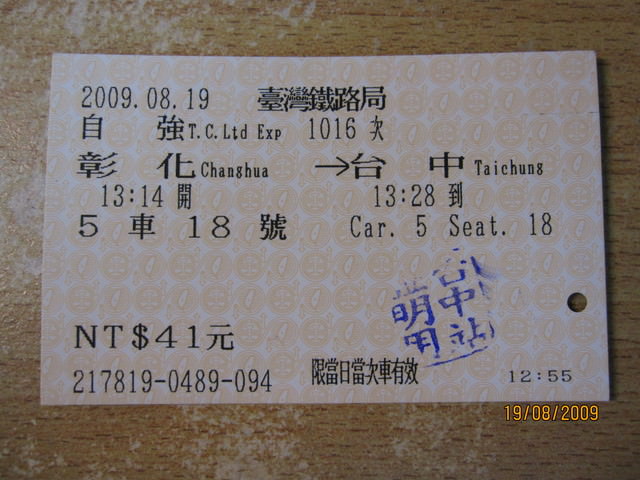 2009.08.19 臺灣鐵路局
自 強 T.C.Ltd Exp 1016 次
彰 化 Changhua →台 中 Taichung
13:14 開 13:28 到
5 車 18 號 Car. 5 Seat. 18
台中站
NT$41元
217819-0489-094 限當日當次車有效 12:55
19/08/2009